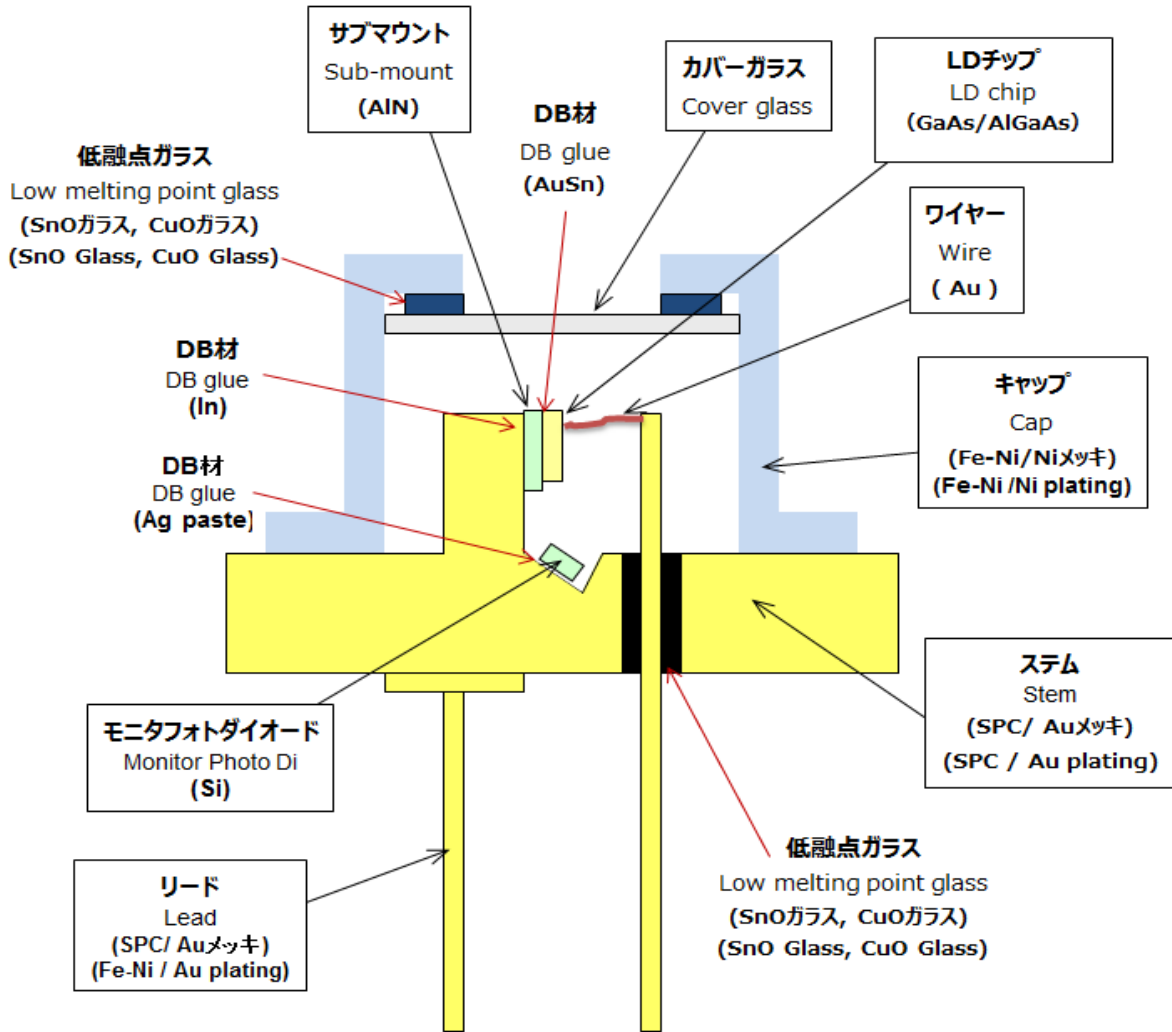 サブマウント
Sub-mount
(AlN)
DB材
DB glue
(AuSn)
カバーガラス
Cover glass
LDチップ
LD chip
(GaAs/AlGaAs)
低融点ガラス
Low melting point glass
(SnOガラス, CuOガラス)
(SnO Glass, CuO Glass)
ワイヤー
Wire
( Au )
DB材
DB glue
(In)
キャップ
Cap
(Fe-Ni/Niメッキ)
(Fe-Ni /Ni plating)
DB材
DB glue
(Ag paste)
モニタフォトダイオード
Monitor Photo Di
(Si)
ステム
Stem
(SPC/ Auメッキ)
(SPC / Au plating)
リード
Lead
(SPC/ Auメッキ)
(Fe-Ni / Au plating)
低融点ガラス
Low melting point glass
(SnOガラス, CuOガラス)
(SnO Glass, CuO Glass)